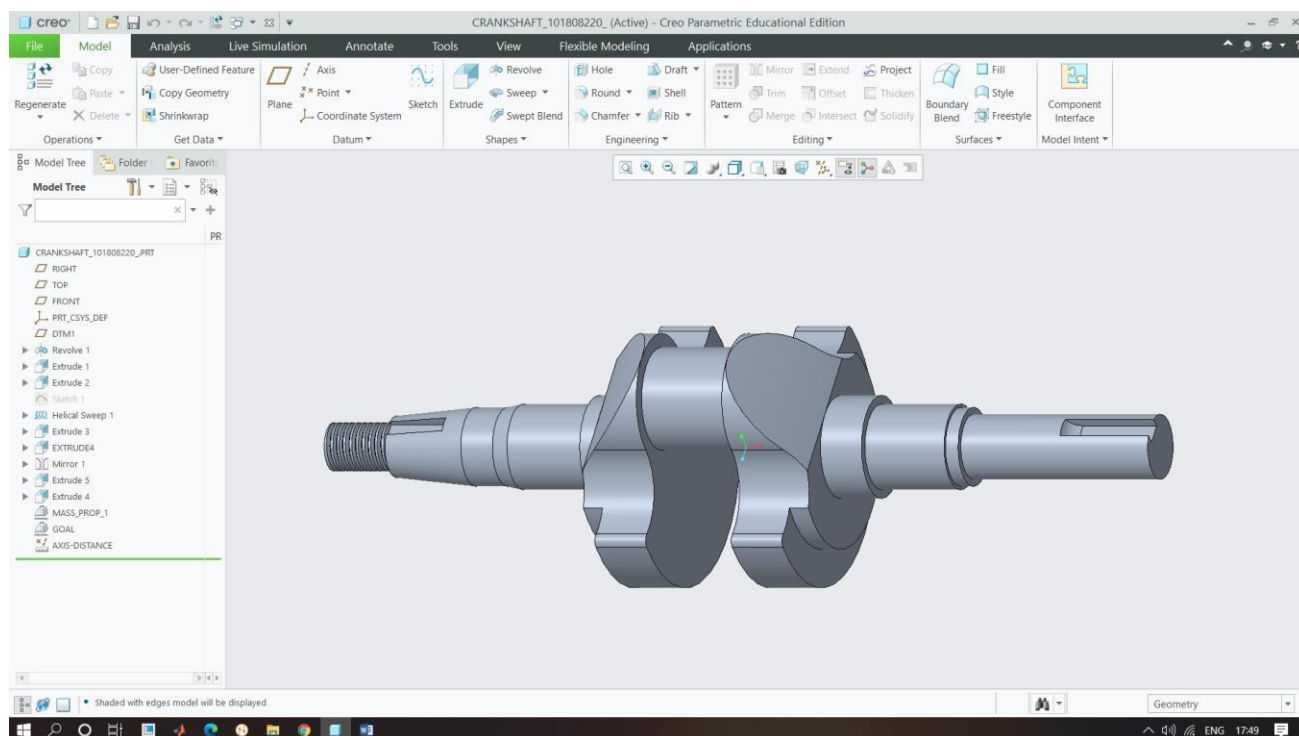 creo
CRANKSHAFT_101808220_ (Active) - Creo Parametric Educational Edition
File Model Analysis Live Simulation Annotate Tools View Flexible Modeling Applications
Regenerate
Copy
Paste
Delete
Operations
User-Defined Feature
Copy Geometry
Shrinkwrap
Get Data
Plane
Axis
Point
Coordinate System
Datum
Sketch
Extrude
Revolve
Sweep
Swept Blend
Shapes
Hole
Round
Chamfer
Draft
Shell
Rib
Engineering
Pattern
Mirror
Trim
Merge
Extend
Offset
Intersect
Project
Thicken
Solidify
Editing
Boundary
Blend
Fill
Style
Freestyle
Surfaces
Component
Interface
Model Intent
Model Tree Folder Favorit
Model Tree
PR
CRANKSHAFT_101808220_.PRT
RIGHT
TOP
FRONT
PRT_CSYS_DEF
DTM1
Revolve 1
Extrude 1
Extrude 2
Sketch 1
Helical Sweep 1
Extrude 3
EXTRUDE4
Mirror 1
Extrude 5
Extrude 4
MASS_PROP_1
GOAL
AXIS-DISTANCE
• Shaded with edges model will be displayed
Geometry
ENG 17:49